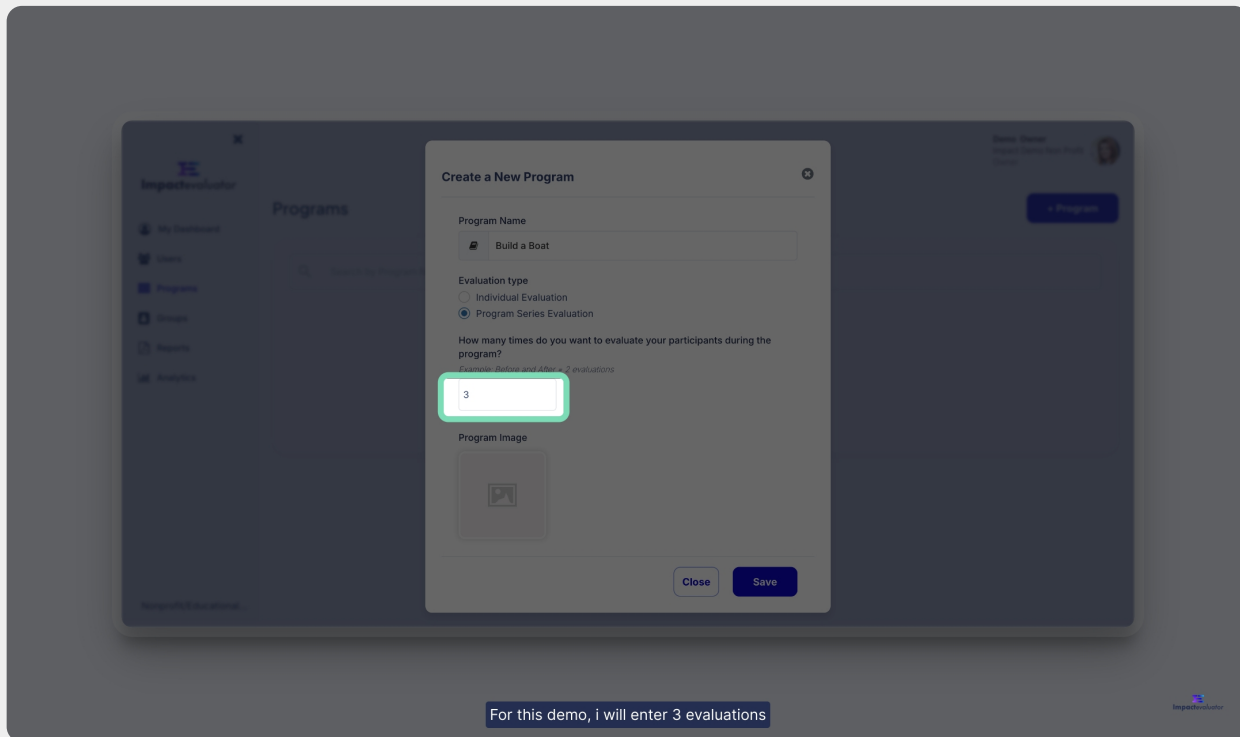 Impactevaluator
My Dashboard
Users
Programs
Groups
Reports
Analytics
Programs
+ Program
Create a New Program
Program Name
Build a Boat
Evaluation type
Individual Evaluation
Program Series Evaluation
How many times do you want to evaluate your participants during the
program?
Example: Before and After = 2 evaluations
3
Program Image
Close
Save
For this demo, i will enter 3 evaluations
Impactevaluator